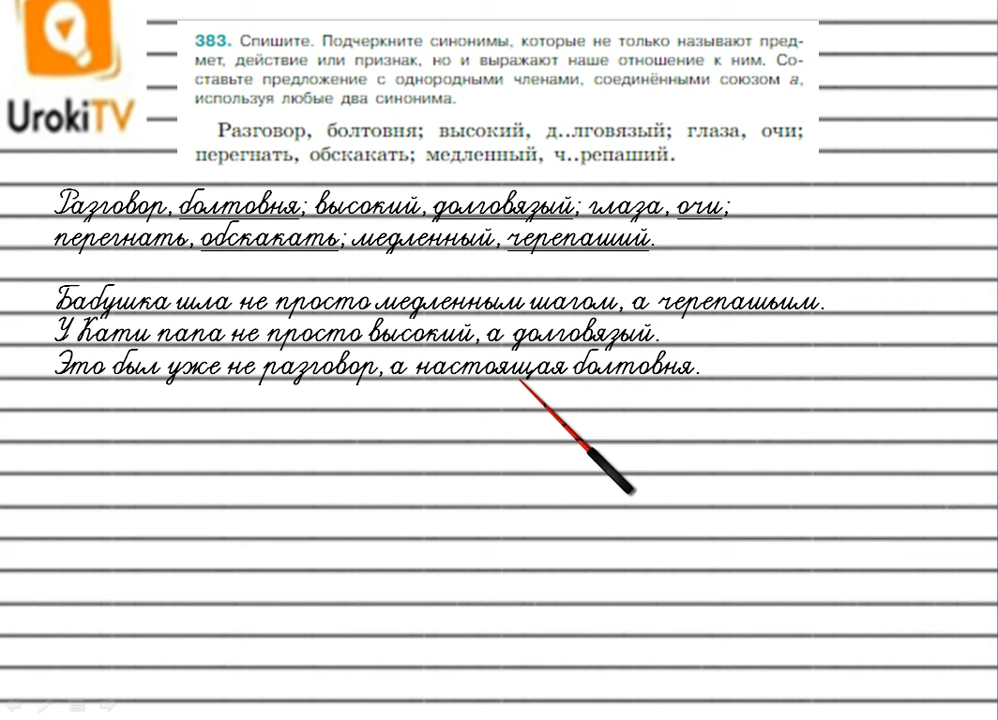 UrokiTV
383. Спишите. Подчеркните синонимы, которые не только называют пред-
мет, действие или признак, но и выражают наше отношение к ним. Со-
ставьте предложение с однородными членами, соединёнными союзом а,
используя любые два синонима.
Разговор, болтовня; высокий, д..лговязый; глаза, очи;
перегнать, обскакать; медленный, ч..репаший.
Разговор, болтовня; высокий, долговязый; глаза, очи;
перегнать, обскакать; медленный, черепаший.
Бабушка шла не просто медленным шагом, а черепашьим.
У Кати папа не просто высокий, а долговязый.
Это был уже не разговор, а настоящая болтовня.